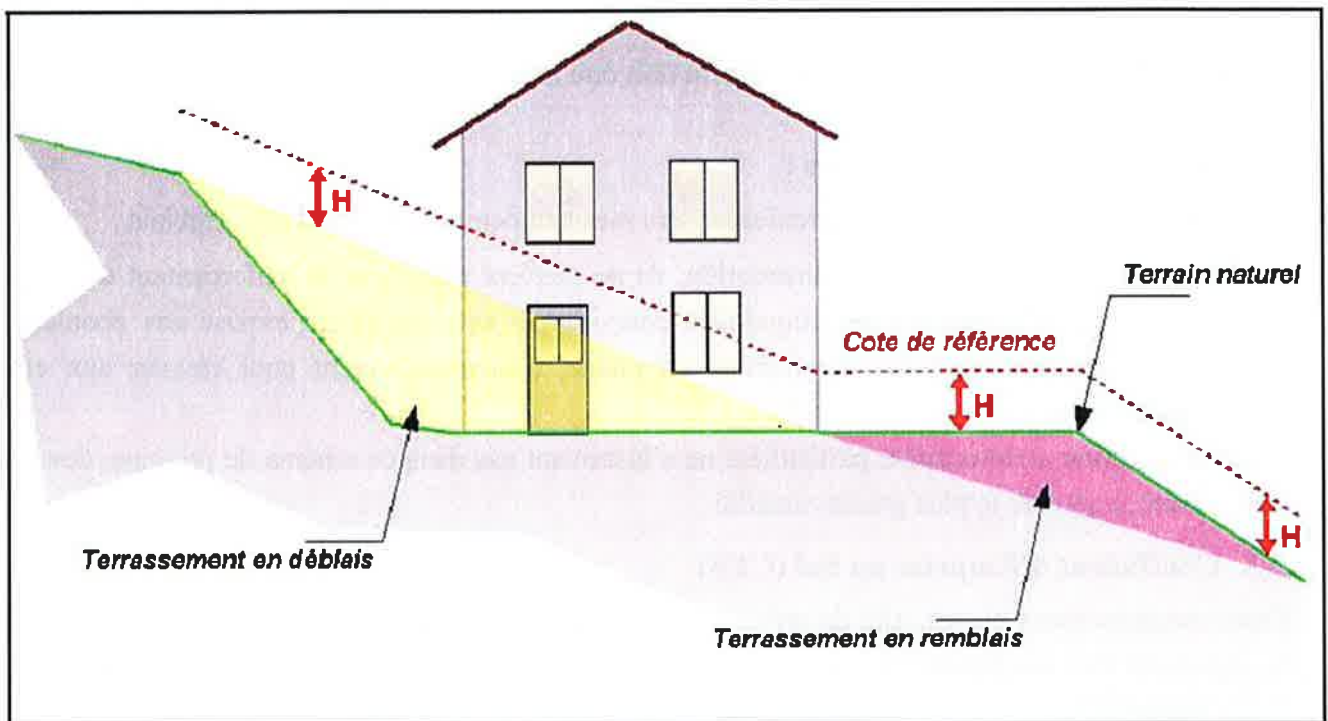 H
Terrain naturel
Cote de référence
H
H
Terrassement en déblais
Terrassement en remblais